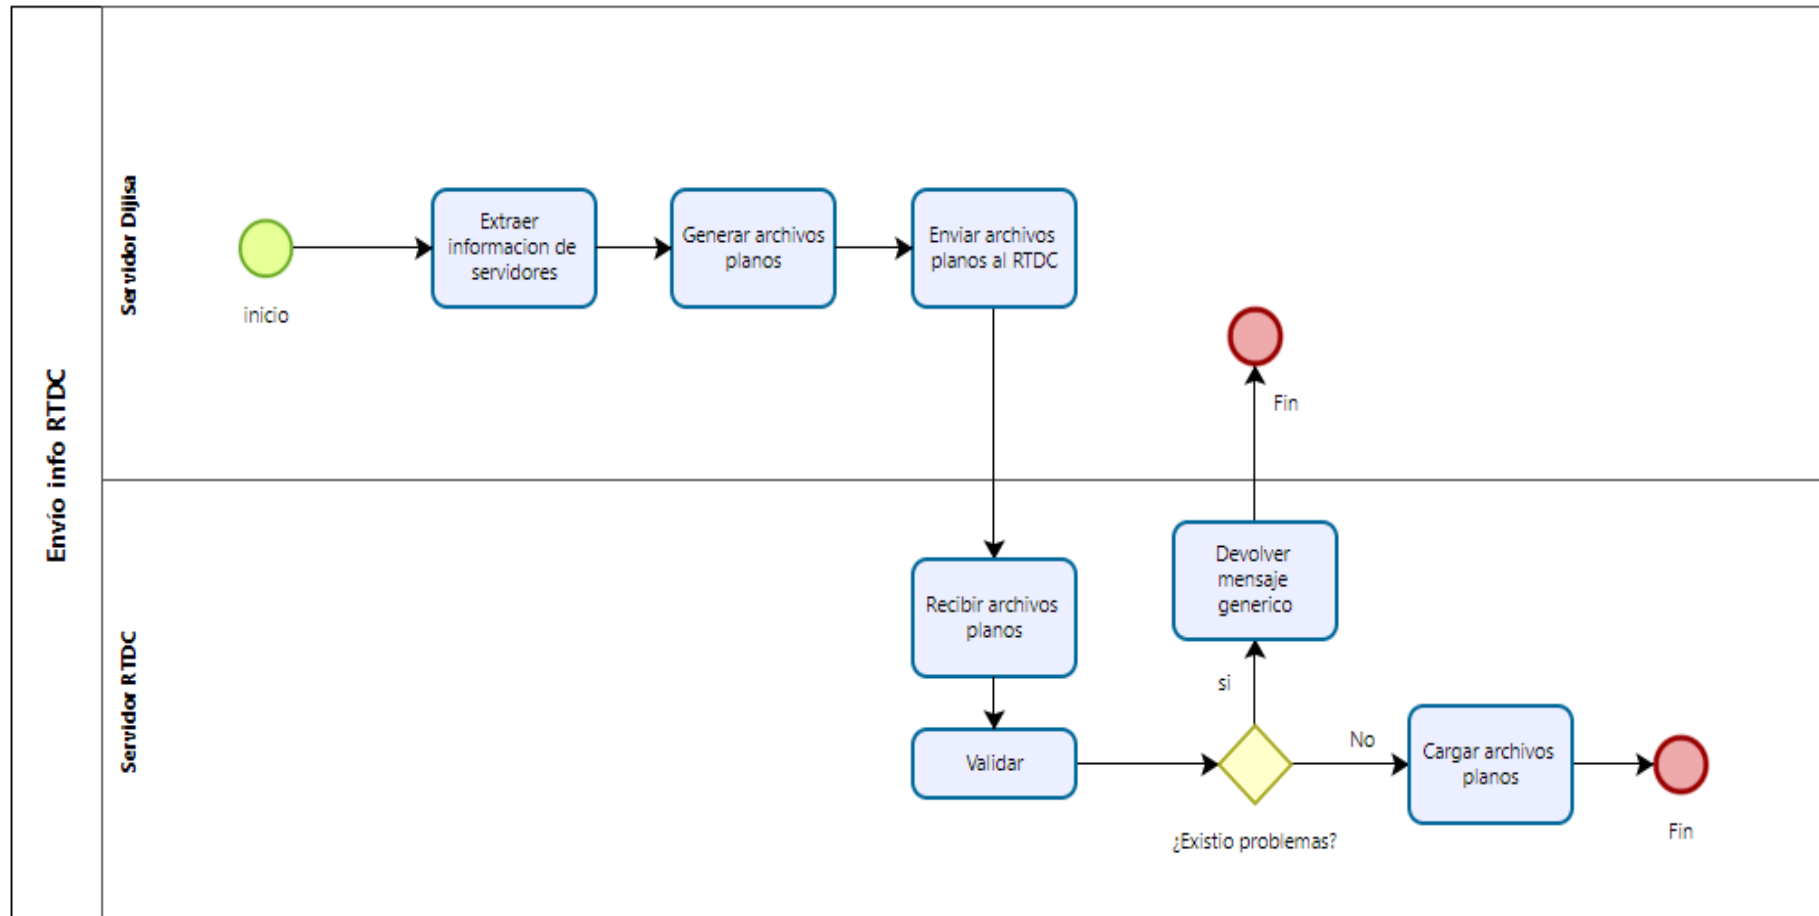 Envío info RTDC
Servidor Dijisa
inicio
Extraer
informacion de
servidores
Generar archivos
planos
Enviar archivos
planos al RTDC
Fin
Servidor RTDC
Recibir archivos
planos
Validar
¿Existio problemas?
si
Devolver
mensaje
generico
No
Cargar archivos
planos
Fin